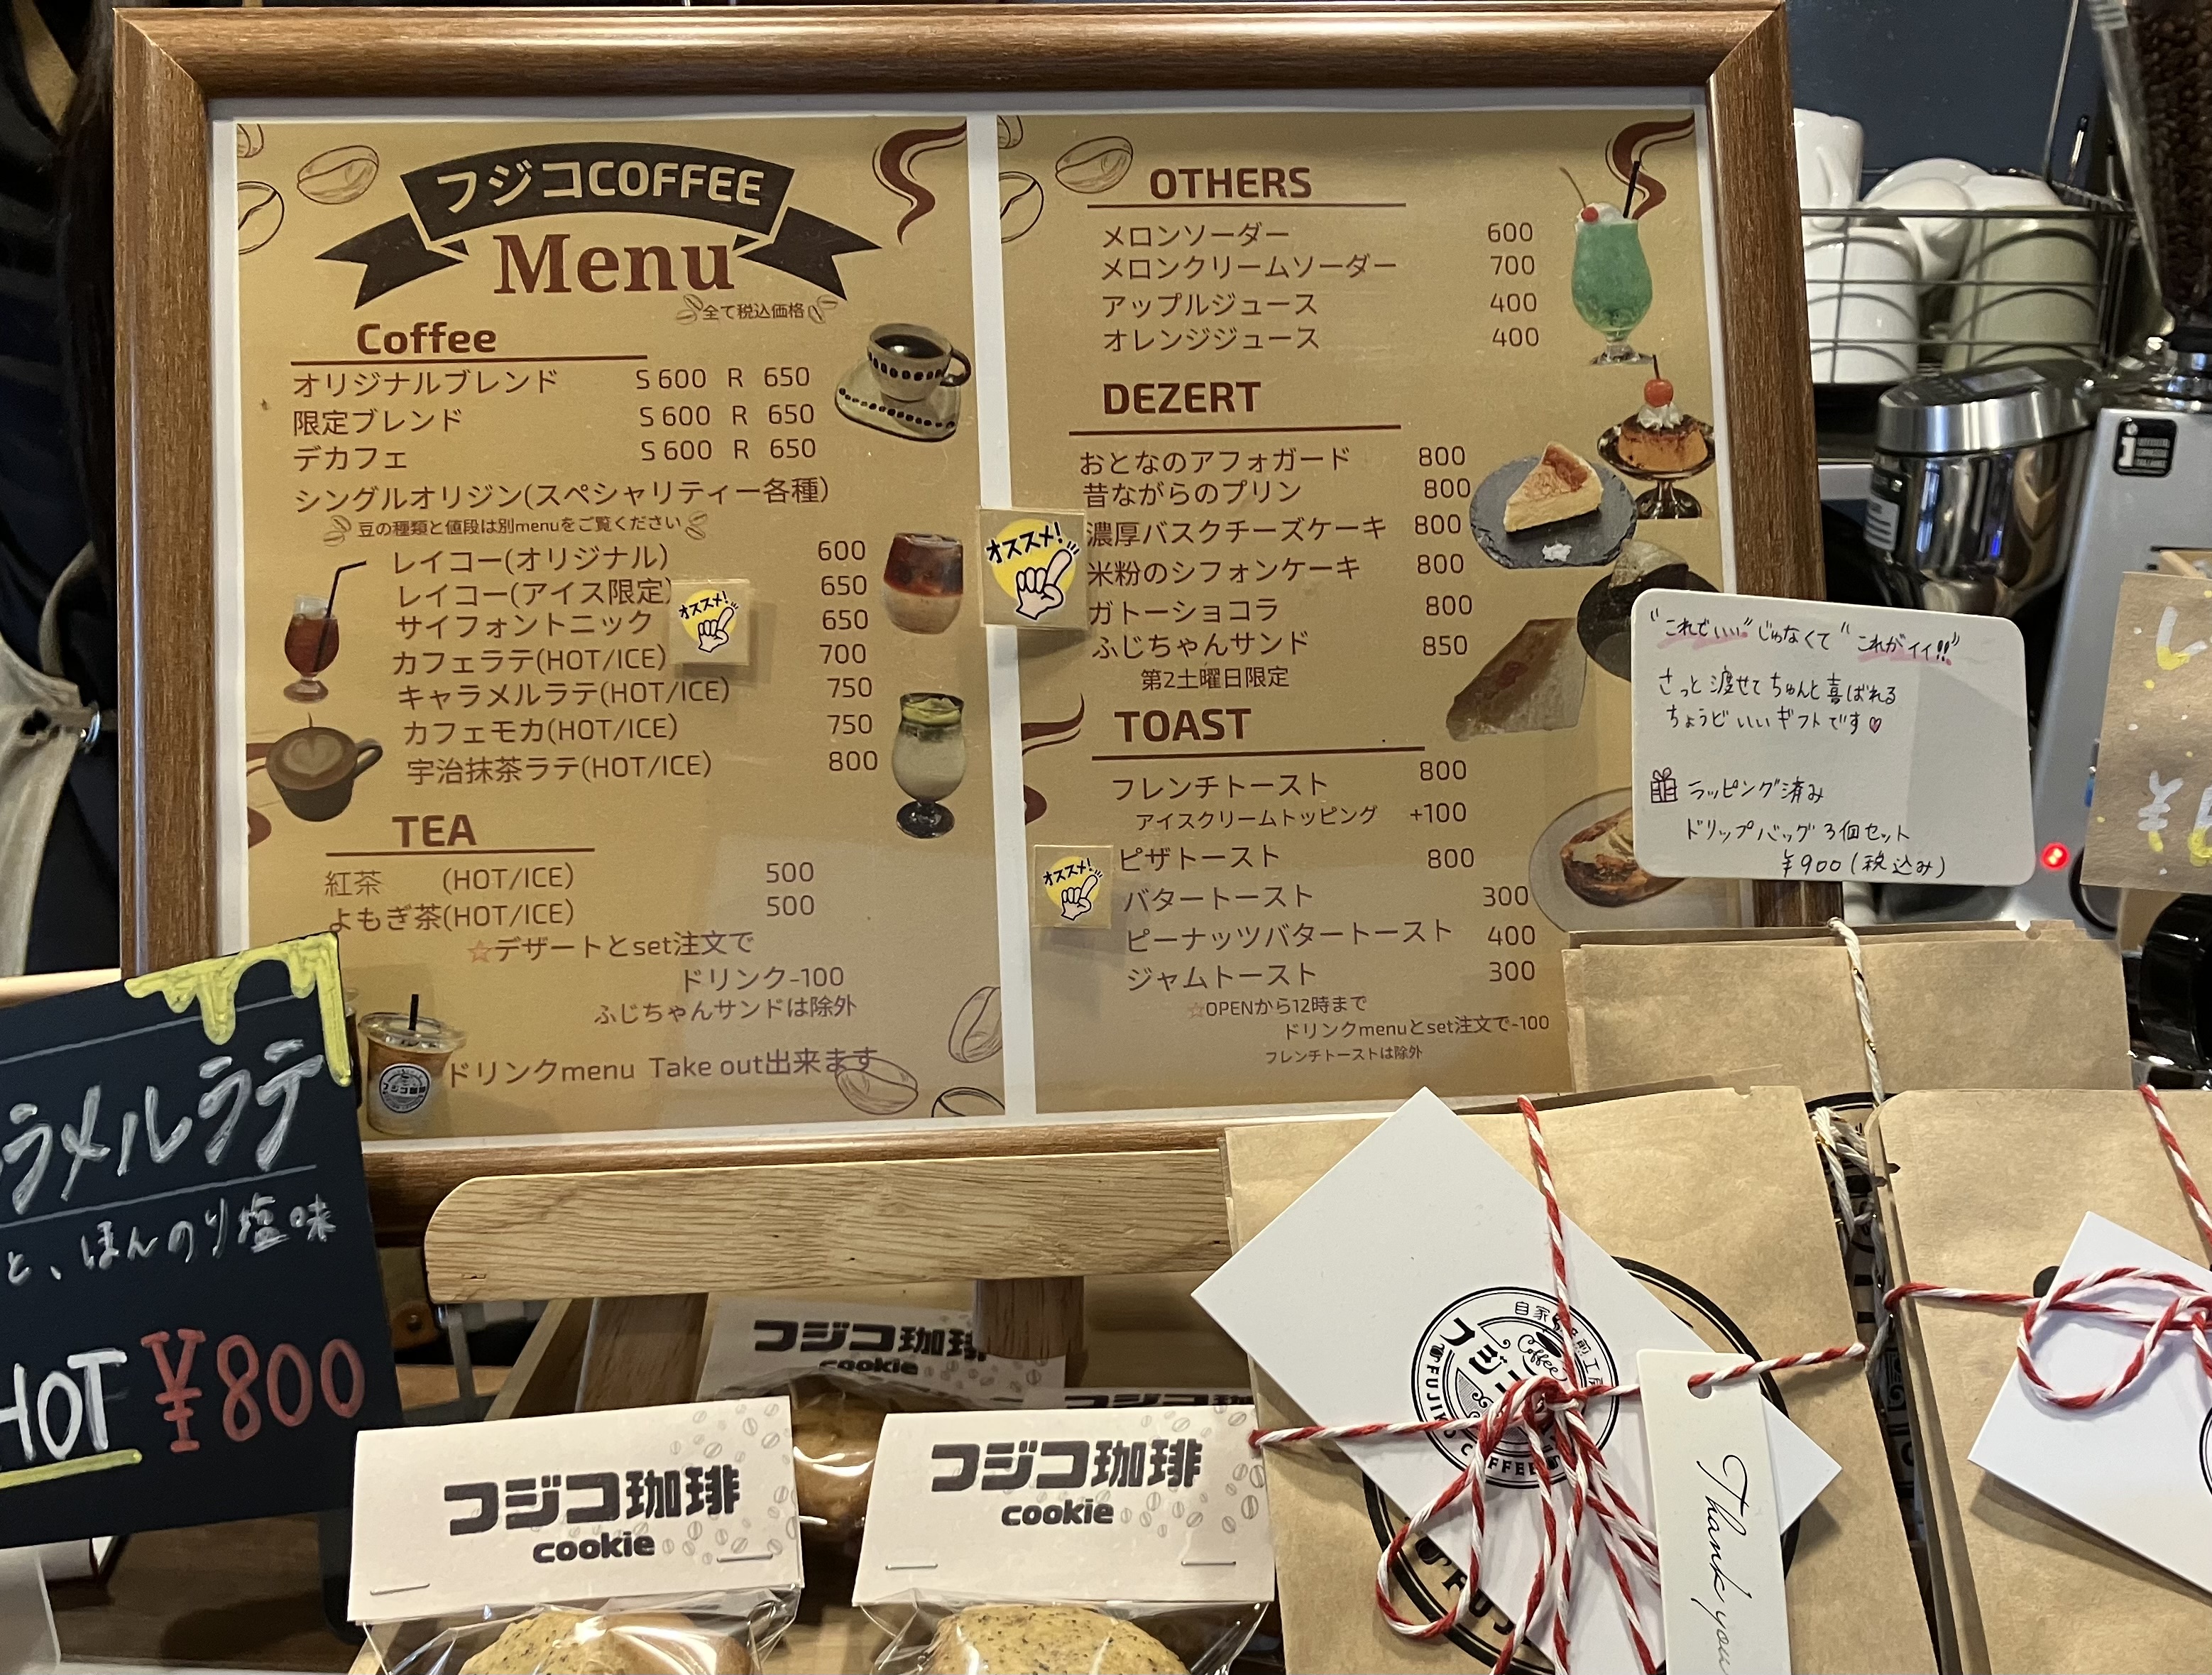 フジコCOFFEE
Menu
全て税込価格
Coffee
オリジナルブレンド S 600 R 650
限定ブレンド S 600 R 650
デカフェ S 600 R 650
シングルオリジン(スペシャリティー各種)
豆の種類と値段は別menuをご覧ください
レイコー(オリジナル) 600
レイコー(アイス限定) 650
オススメ!
サイフォントニック 650
カフェラテ(HOT/ICE) 700
キャラメルラテ(HOT/ICE) 750
カフェモカ(HOT/ICE) 750
宇治抹茶ラテ(HOT/ICE) 800
TEA
紅茶 (HOT/ICE) 500
よもぎ茶(HOT/ICE) 500
☆デザートとset注文で
ドリンク-100
ふじちゃんサンドは除外
ドリンクmenu Take out出来ます
フジコ珈琲
OTHERS
メロンソーダー 600
メロンクリームソーダー 700
アップルジュース 400
オレンジジュース 400
DEZERT
おとなのアフォガード 800
昔ながらのプリン 800
オススメ!
濃厚バスクチーズケーキ 800
米粉のシフォンケーキ 800
ガトーショコラ 800
ふじちゃんサンド 850
第2土曜日限定
TOAST
フレンチトースト 800
アイスクリームトッピング +100
オススメ!
ピザトースト 800
バタートースト 300
ピーナッツバタートースト 400
ジャムトースト 300
☆OPENから12時まで
ドリンクmenuとset注文で-100
フレンチトーストは除外
"これでいい"じゃなくて"これがイイ!!"
さっと渡せてちゃんと喜ばれる
ちょうどいいギフトです♡
ラッピング済み
ドリップバッグ3個セット
¥900(税込み)
ラメルラテ
と、ほんのり塩味
HOT ¥800
フジコ珈琲
cookie
フジコ珈琲
cookie
フジコ珈琲
cookie
Thank you